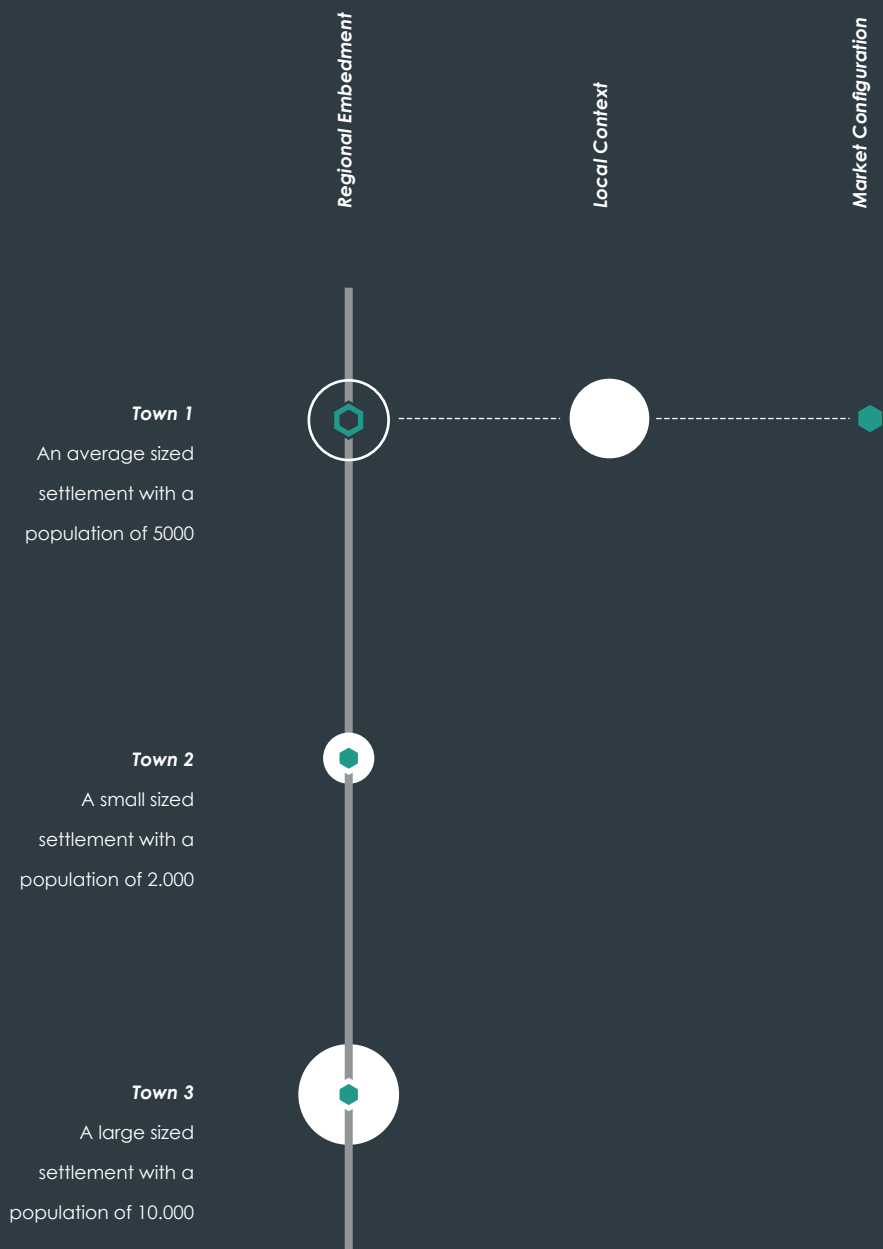 Regional Embedment
Local Context
Market Configuration
Town 1
An average sized
settlement with a
population of 5000
Town 2
A small sized
settlement with a
population of 2.000
Town 3
A large sized
settlement with a
population of 10.000